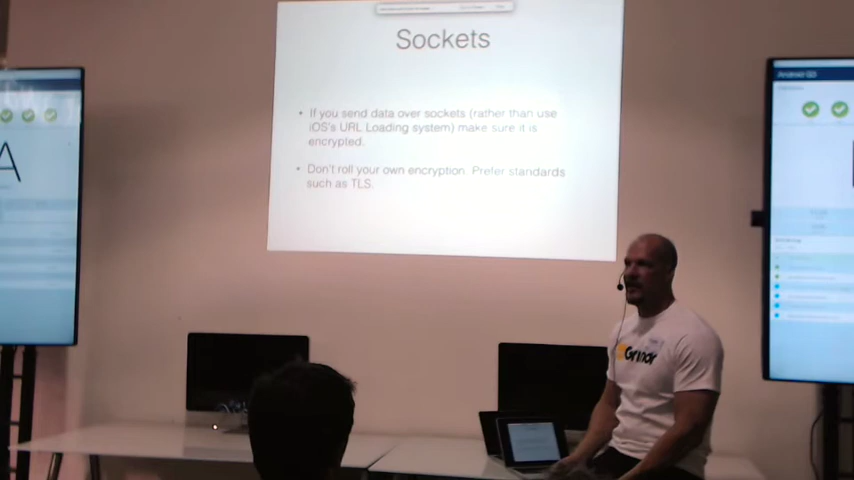 Sockets
• If you send data over sockets (rather than use
iOS's URL Loading system) make sure it is
encrypted.
• Don't roll your own encryption. Prefer standards
such as TLS.
A
Grindr